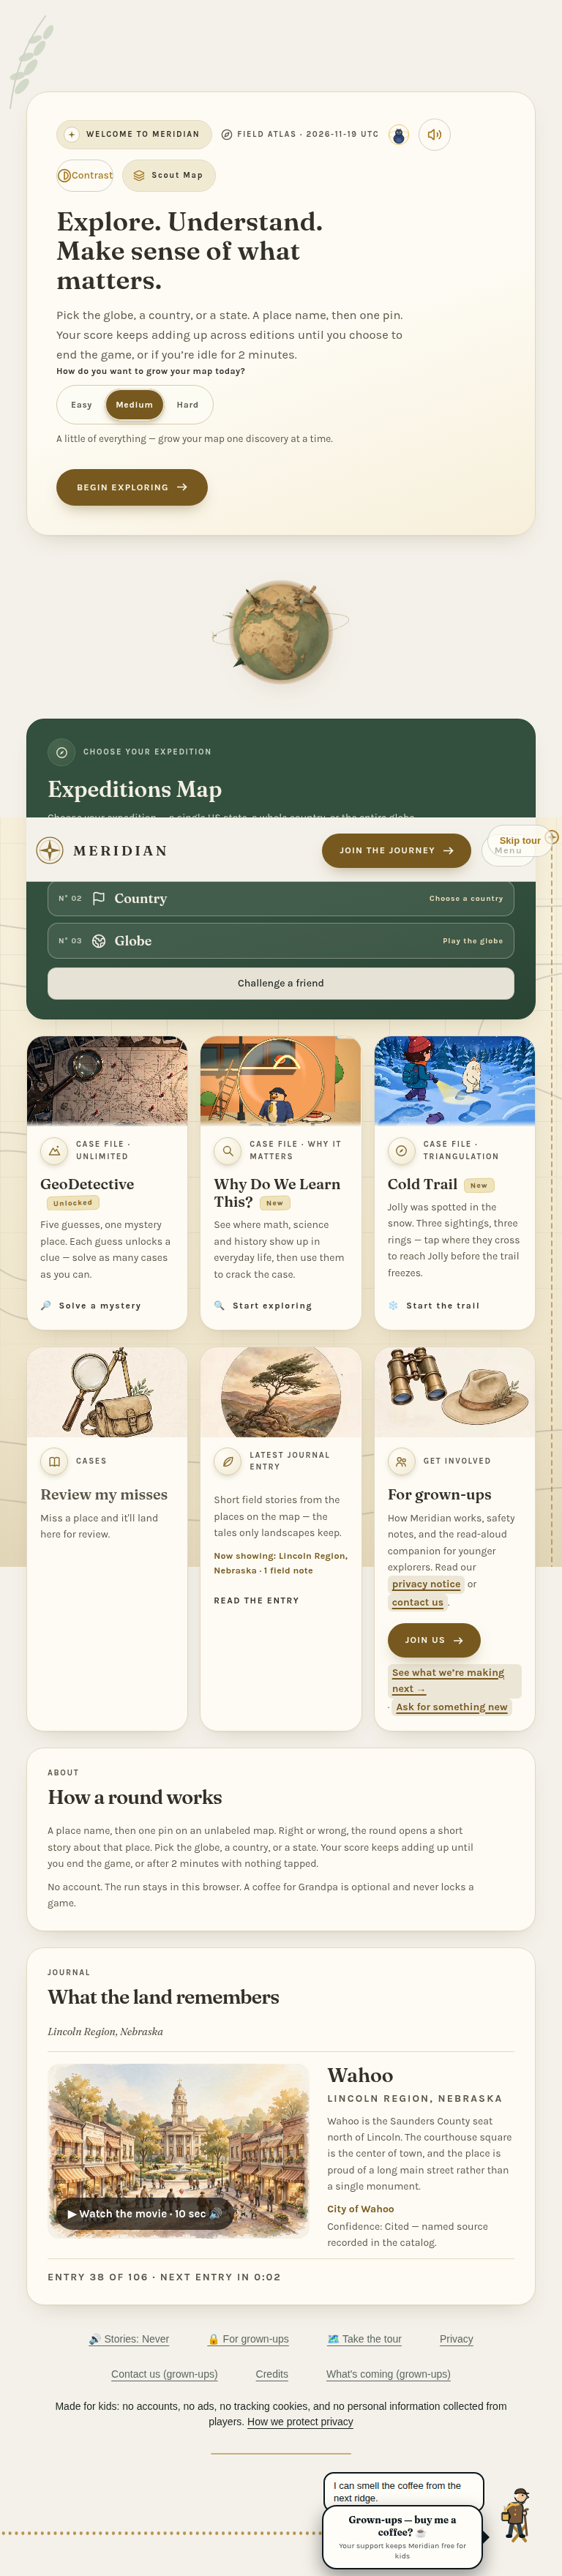 WELCOME TO MERIDIAN
FIELD ATLAS · 2026-11-19 UTC
Contrast
Scout Map
Explore. Understand.
Make sense of what
matters.
Pick the globe, a country, or a state. A place name, then one pin.
Your score keeps adding up across editions until you choose to
end the game, or if you're idle for 2 minutes.
How do you want to grow your map today?
Easy
Medium
Hard
A little of everything — grow your map one discovery at a time.
BEGIN EXPLORING →
CHOOSE YOUR EXPEDITION
Expeditions Map
MERIDIAN
JOIN THE JOURNEY →
Skip tour
Menu
N° 02 Country Choose a country
N° 03 Globe Play the globe
Challenge a friend
CASE FILE ·
UNLIMITED
GeoDetective
Unlocked
Five guesses, one mystery
place. Each guess unlocks a
clue — solve as many cases
as you can.
🔎 Solve a mystery
CASE FILE · WHY IT
MATTERS
Why Do We Learn
This? New
See where math, science
and history show up in
everyday life, then use them
to crack the case.
🔍 Start exploring
CASE FILE ·
TRIANGULATION
Cold Trail New
Jolly was spotted in the
snow. Three sightings, three
rings — tap where they cross
to reach Jolly before the trail
freezes.
❄️ Start the trail
CASES
Review my misses
Miss a place and it'll land
here for review.
LATEST JOURNAL
ENTRY
Short field stories from the
places on the map — the
tales only landscapes keep.
Now showing: Lincoln Region,
Nebraska · 1 field note
READ THE ENTRY
GET INVOLVED
For grown-ups
How Meridian works, safety
notes, and the read-aloud
companion for younger
explorers. Read our
privacy notice or
contact us .
JOIN US →
See what we're making
next →
· Ask for something new
ABOUT
How a round works
A place name, then one pin on an unlabeled map. Right or wrong, the round opens a short
story about that place. Pick the globe, a country, or a state. Your score keeps adding up until
you end the game, or after 2 minutes with nothing tapped.
No account. The run stays in this browser. A coffee for Grandpa is optional and never locks a
game.
JOURNAL
What the land remembers
Lincoln Region, Nebraska
▶ Watch the movie · 10 sec 🔊
Wahoo
LINCOLN REGION, NEBRASKA
Wahoo is the Saunders County seat
north of Lincoln. The courthouse square
is the center of town, and the place is
proud of a long main street rather than
a single monument.
City of Wahoo
Confidence: Cited — named source
recorded in the catalog.
ENTRY 38 OF 106 · NEXT ENTRY IN 0:02
🔊 Stories: Never
🔒 For grown-ups
🗺️ Take the tour
Privacy
Contact us (grown-ups)
Credits
What's coming (grown-ups)
Made for kids: no accounts, no ads, no tracking cookies, and no personal information collected from
players. How we protect privacy
I can smell the coffee from the
next ridge.
Grown-ups — buy me a
coffee? ☕
Your support keeps Meridian free for
kids